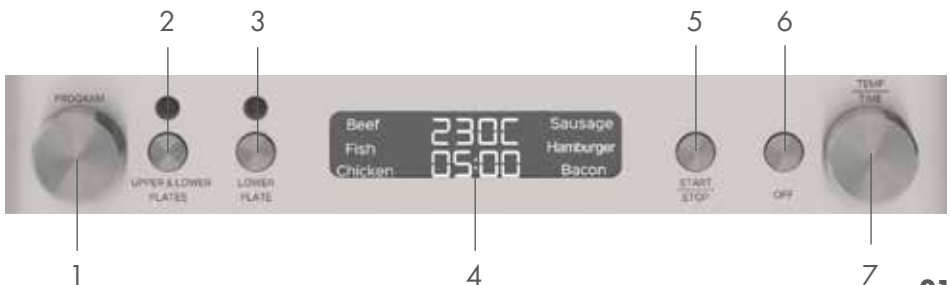 2 3 5 6
PROGRAM
TEMP
TIME
Beef 230C Sausage
Fish Hamburger
Chicken 05:00 Bacon
UPPER & LOWER
PLATES
LOWER
PLATE
START
STOP
OFF
1 4 7